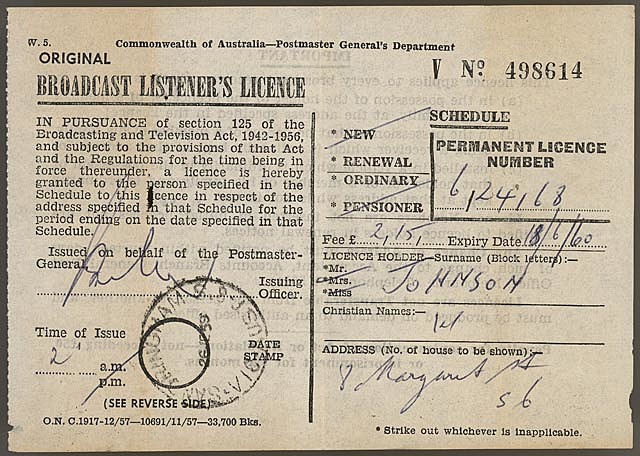 W. 5. Commonwealth of Australia—Postmaster General's Department
ORIGINAL
BROADCAST LISTENER'S LICENCE
V Nº 498614
IN PURSUANCE of section 125 of the
Broadcasting and Television Act, 1942-1956,
and subject to the provisions of that Act
and the Regulations for the time being in
force thereunder, a licence is hereby
granted to the person specified in the
Schedule to this licence in respect of the
address specified in that Schedule for the
period ending on the date specified in that
Schedule.
Issued on behalf of the Postmaster-
General
Issuing
Officer.
Time of Issue
2
a.m.
p.m.
DATE
STAMP
(SEE REVERSE SIDE)
O.N. C.1917-12/57—10691/11/57—33,700 Bks.
SCHEDULE
* NEW
* RENEWAL
* ORDINARY
* PENSIONER
PERMANENT LICENCE
NUMBER
6,24,68
Fee £ 2,15, Expiry Date 18/6/60
LICENCE HOLDER—Surname (Block letters):—
*Mr.
*Mrs. JOHNSON
*Miss
Christian Names:—
ADDRESS (No. of house to be shown):—
8 Margaret St
S6
* Strike out whichever is inapplicable.